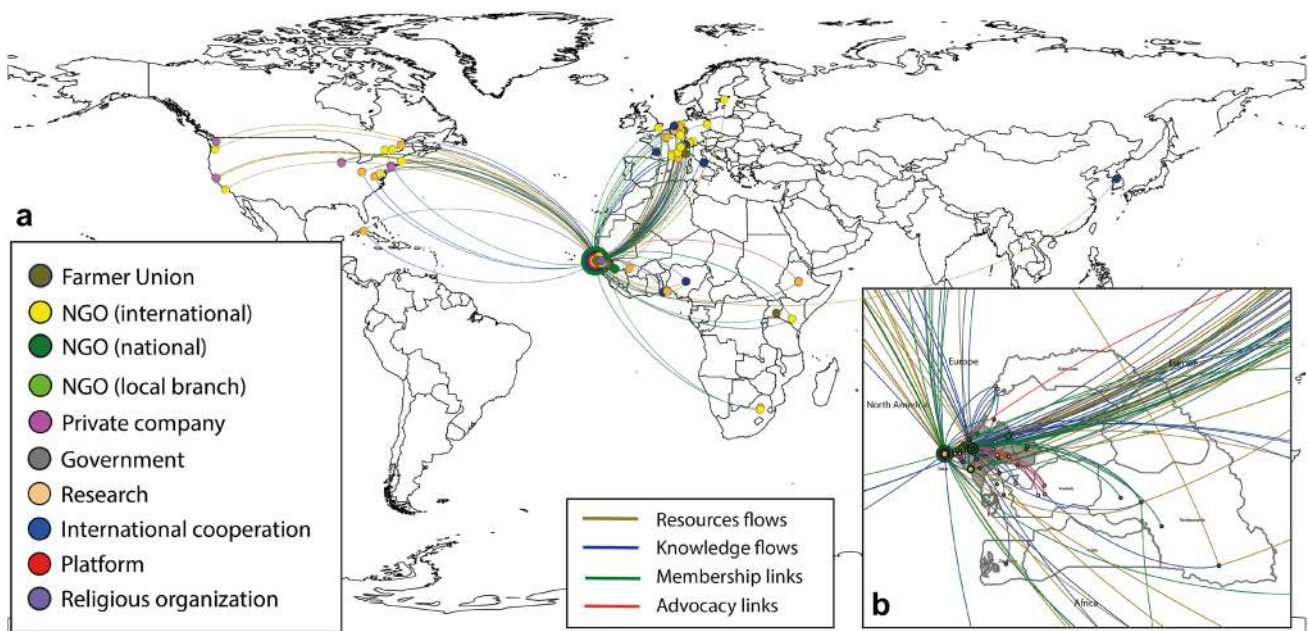 a
Farmer Union
NGO (international)
NGO (national)
NGO (local branch)
Private company
Government
Research
International cooperation
Platform
Religious organization
Resources flows
Knowledge flows
Membership links
Advocacy links
Europe
Europe
North America
Africa
b